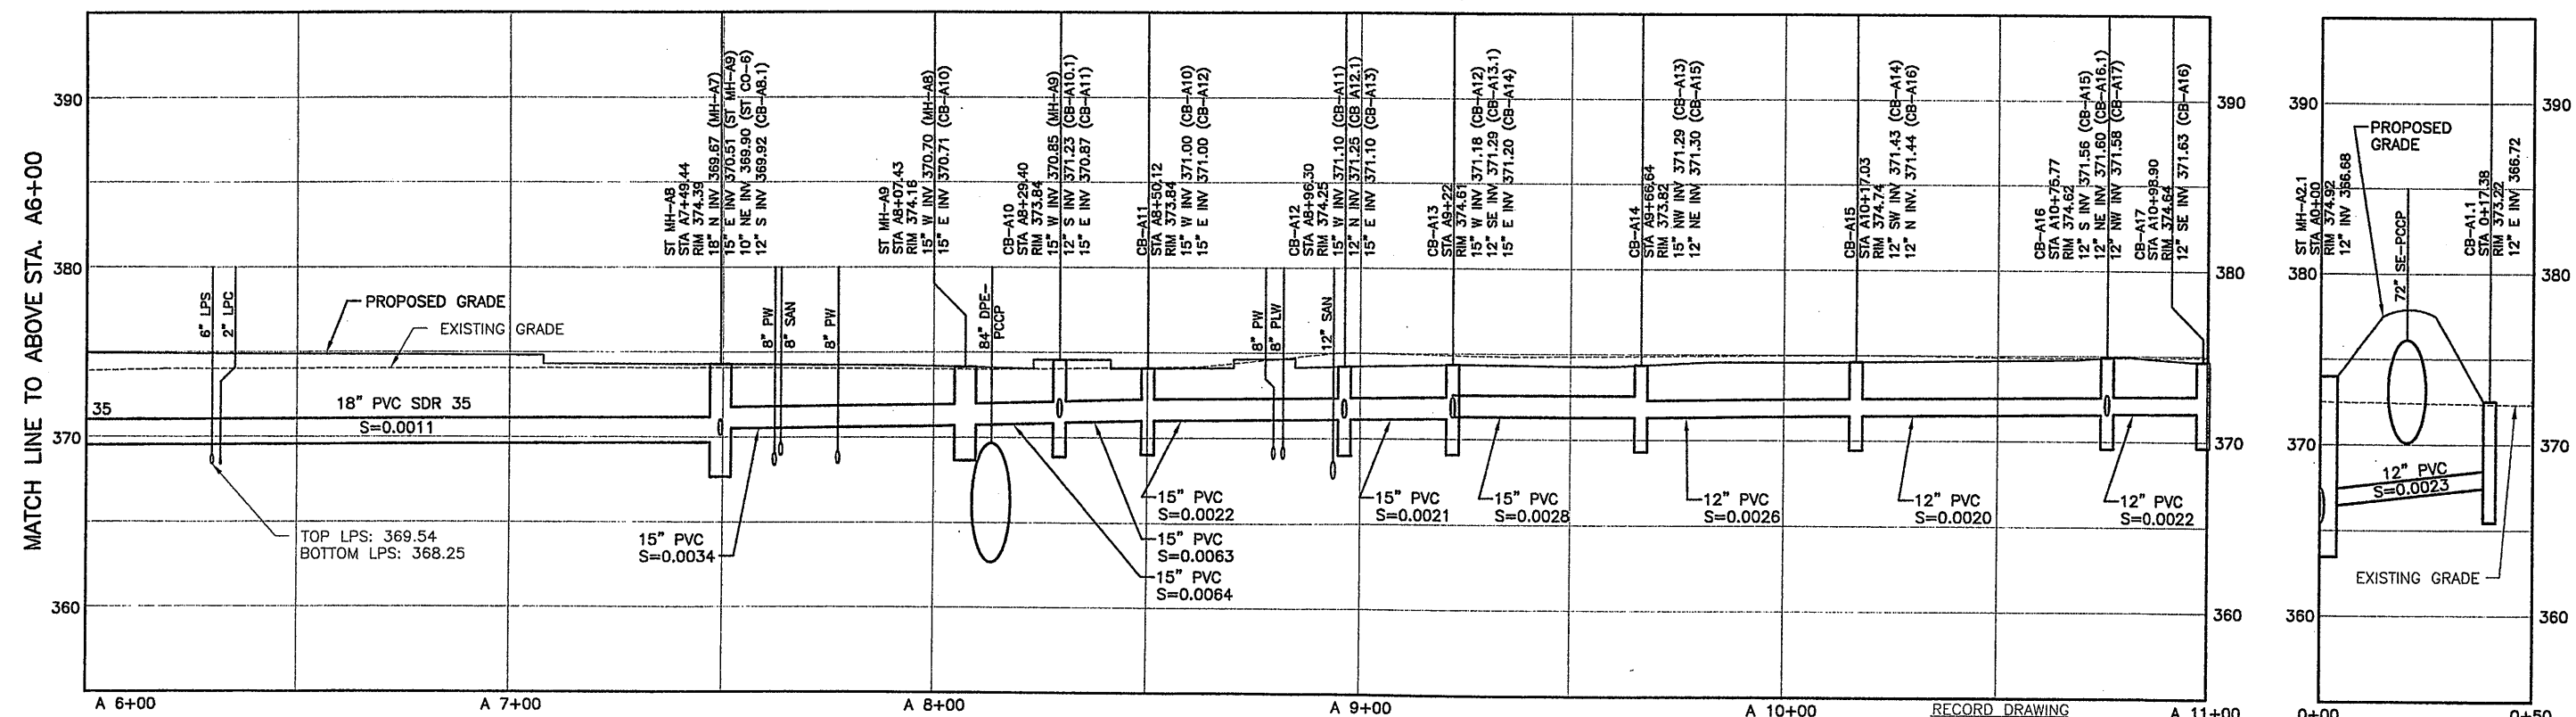 MATCH LINE TO ABOVE STA. A6+00
390
380
370
360
6" LPS
2" LPC
PROPOSED GRADE
EXISTING GRADE
35
18" PVC SDR 35
S=0.0011
TOP LPS: 369.54
BOTTOM LPS: 368.25
ST MH-A8
STA A7+49.44
RIM 374.39
18" N INV 369.67 (MH-A7)
15" E INV 370.51 (ST MH-A9)
10" NE INV 369.90 (ST CO-6)
12" S INV 369.92 (CB-A8.1)
8" PW
8" SAN
8" PW
15" PVC
S=0.0034
ST MH-A9
STA A8+07.43
RIM 374.16
15" W INV 370.70 (MH-A8)
15" E INV 370.71 (CB-A10)
84" DPE-
PCCP
CB-A10
STA A8+29.40
RIM 373.84
15" W INV 370.85 (MH-A9)
12" S INV 371.23 (CB-A10.1)
15" E INV 370.87 (CB-A11)
CB-A11
STA A8+50.12
RIM 373.84
15" W INV 371.00 (CB-A10)
15" E INV 371.00 (CB-A12)
15" PVC
S=0.0022
15" PVC
S=0.0063
15" PVC
S=0.0064
8" PW
8" PLW
12" SAN
CB-A12
STA A8+96.30
RIM 374.25
15" W INV 371.10 (CB-A11)
12" N INV 371.25 (CB A12.1)
15" E INV 371.10 (CB-A13)
15" PVC
S=0.0021
CB-A13
STA A9+22
RIM 374.61
15" W INV 371.18 (CB-A12)
12" SE INV 371.29 (CB-A13.1)
15" E INV 371.20 (CB-A14)
15" PVC
S=0.0028
CB-A14
STA A9+66.64
RIM 373.82
15" NW INV 371.29 (CB-A13)
12" NE INV 371.30 (CB-A15)
12" PVC
S=0.0026
CB-A15
STA A10+17.03
RIM 374.74
12" SW INV 371.43 (CB-A14)
12" N INV. 371.44 (CB-A16)
12" PVC
S=0.0020
CB-A16
STA A10+75.77
RIM 374.62
12" S INV 371.56 (CB-A15)
12" NE INV 371.60 (CB-A16.1)
12" NW INV 371.58 (CB-A17)
CB-A17
STA A10+98.90
RIM 374.64
12" SE INV 371.63 (CB-A16)
12" PVC
S=0.0022
390
380
370
360
A 6+00
A 7+00
A 8+00
A 9+00
A 10+00
RECORD DRAWING
A 11+00
390
380
370
360
ST MH-A2.1
STA A0+00
RIM 374.92
12" INV 366.68
PROPOSED
GRADE
72" SE-PCCP
CB-A1.1
STA 0+17.38
RIM 373.22
12" E INV 366.72
12" PVC
S=0.0023
EXISTING GRADE
390
380
370
360
0+00
0+50